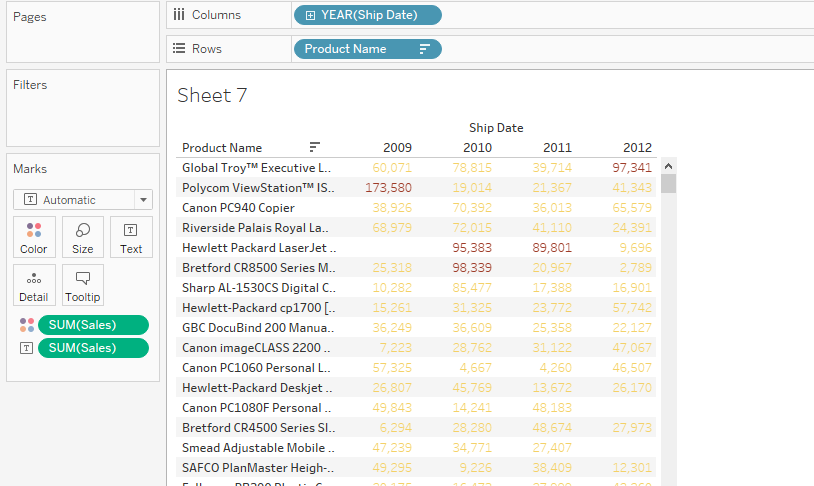 Pages
Columns YEAR(Ship Date)
Rows Product Name
Filters
Marks
T Automatic
Color Size Text
Detail Tooltip
SUM(Sales)
T SUM(Sales)
Sheet 7
Ship Date
Product Name 2009 2010 2011 2012
Global Troy™ Executive L.. 60,071 78,815 39,714 97,341
Polycom ViewStation™ IS.. 173,580 19,014 21,367 41,343
Canon PC940 Copier 38,926 70,392 36,013 65,579
Riverside Palais Royal La.. 68,979 72,015 41,110 24,391
Hewlett Packard LaserJet .. 95,383 89,801 9,696
Bretford CR8500 Series M.. 25,318 98,339 20,967 2,789
Sharp AL-1530CS Digital C.. 10,282 85,477 17,388 16,901
Hewlett-Packard cp1700 [.. 15,261 31,325 23,772 57,742
GBC DocuBind 200 Manua.. 36,249 36,609 25,358 22,127
Canon imageCLASS 2200 .. 7,223 28,762 31,122 47,067
Canon PC1060 Personal L.. 57,325 4,667 4,260 46,507
Hewlett-Packard Deskjet .. 26,807 45,769 13,672 26,170
Canon PC1080F Personal .. 49,843 14,241 48,183
Bretford CR4500 Series Sl.. 6,294 28,280 48,674 27,973
Smead Adjustable Mobile .. 47,239 34,771 27,407
SAFCO PlanMaster Heigh-.. 49,295 9,226 38,409 12,301